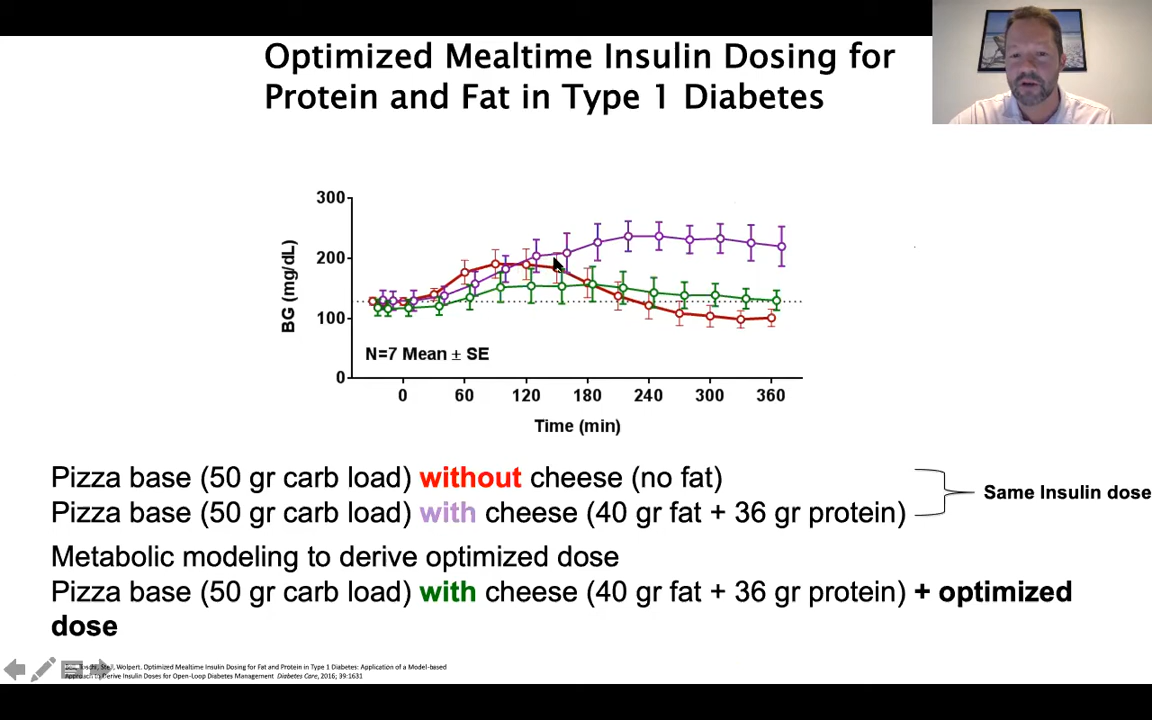 Optimized Mealtime Insulin Dosing for
Protein and Fat in Type 1 Diabetes
300
200
100
0
BG (mg/dL)
N=7 Mean ± SE
0 60 120 180 240 300 360
Time (min)
Pizza base (50 gr carb load) without cheese (no fat)
Pizza base (50 gr carb load) with cheese (40 gr fat + 36 gr protein)
Same Insulin dose
Metabolic modeling to derive optimized dose
Pizza base (50 gr carb load) with cheese (40 gr fat + 36 gr protein) + optimized
dose
Wolpert. Optimized Mealtime Insulin Dosing for Fat and Protein in Type 1 Diabetes: Application of a Model-based
Approach to Derive Insulin Doses for Open-Loop Diabetes Management Diabetes Care, 2016; 39:1631